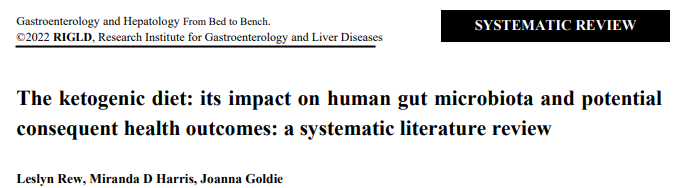 Gastroenterology and Hepatology From Bed to Bench.
©2022 RIGLD, Research Institute for Gastroenterology and Liver Diseases
SYSTEMATIC REVIEW
The ketogenic diet: its impact on human gut microbiota and potential
consequent health outcomes: a systematic literature review
Leslyn Rew, Miranda D Harris, Joanna Goldie